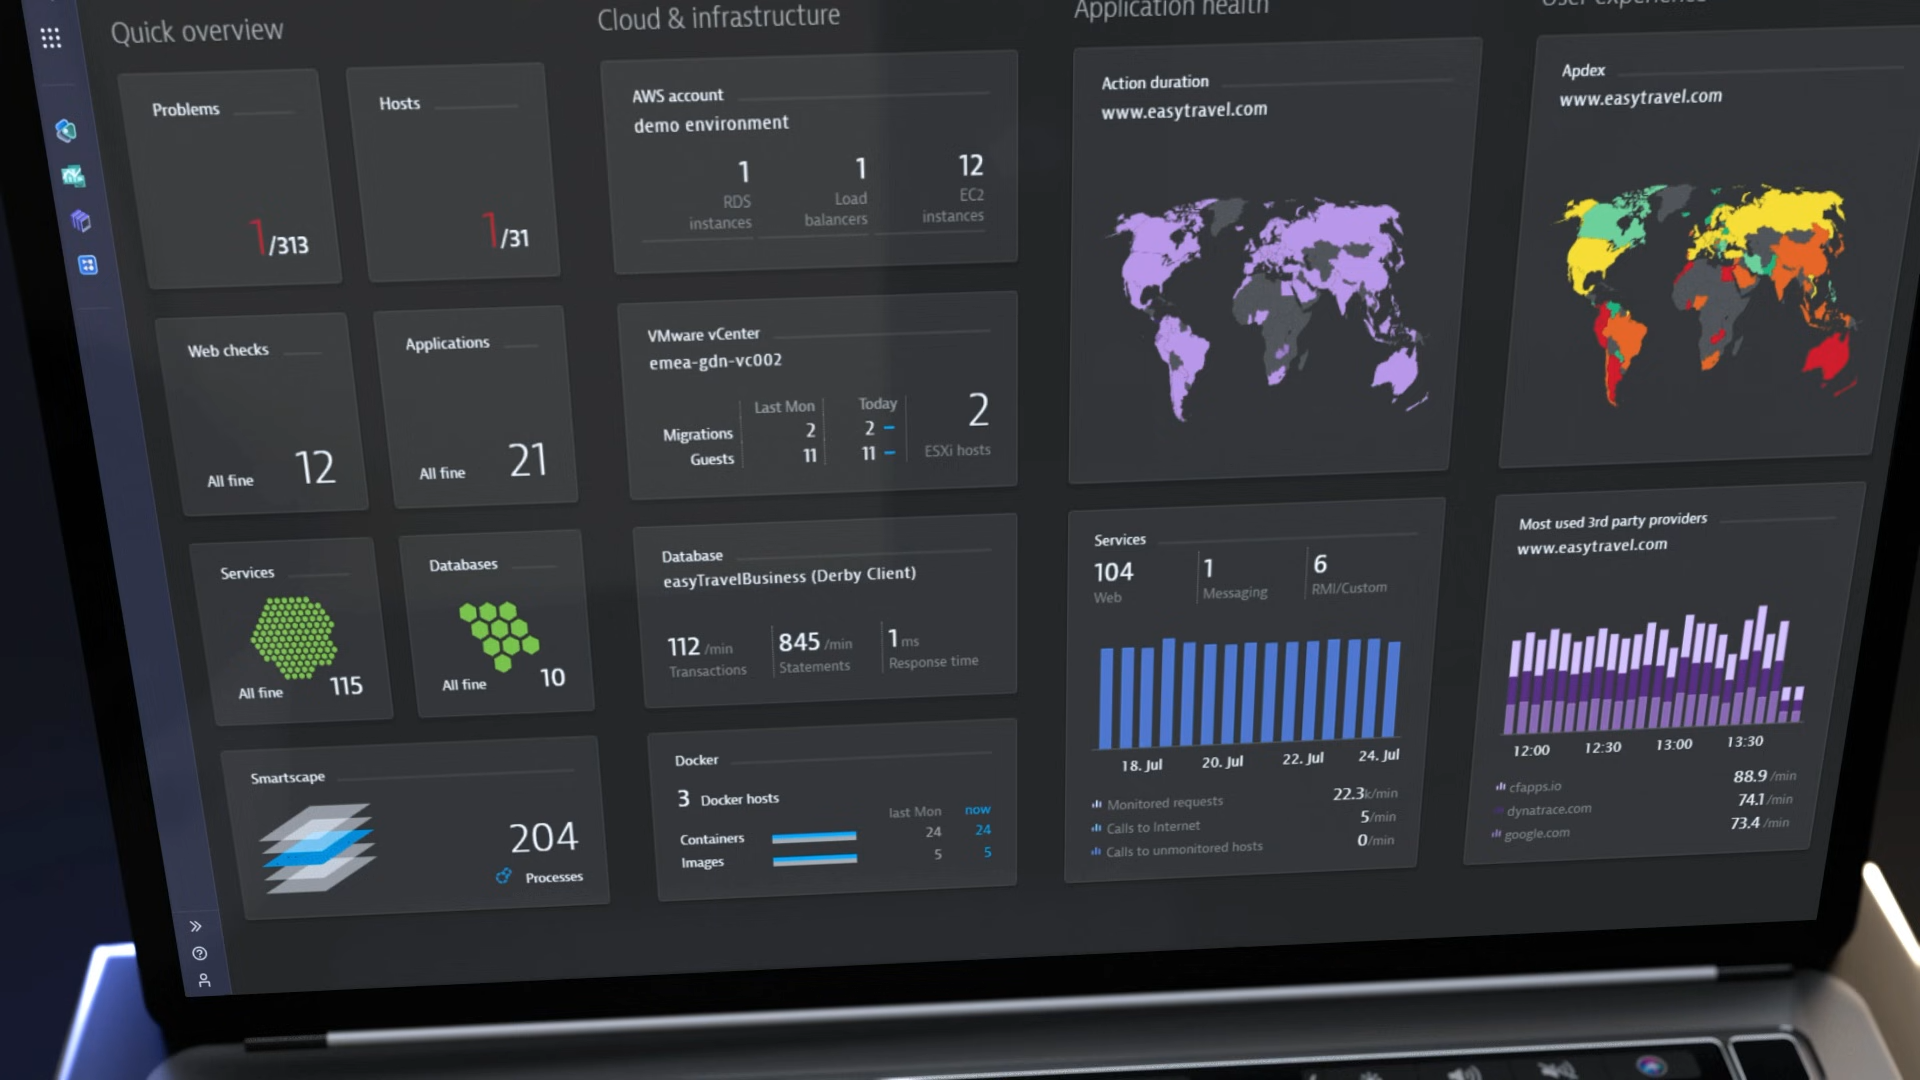 Quick overview
Problems
1/313
Hosts
1/31
Web checks
All fine 12
Applications
All fine 21
Services
All fine 115
Databases
All fine 10
Smartscape
204
Processes
Cloud & infrastructure
AWS account
demo environment
1 1 12
RDS instances
Load balancers
EC2 instances
VMware vCenter
emea-gdn-vc002
Last Mon Today
Migrations 2 2
Guests 11 11
2
ESXi hosts
Database
easyTravelBusiness (Derby Client)
112 /min 845 /min 1 ms
Transactions Statements Response time
Docker
3 Docker hosts
last Mon now
Containers 24 24
Images 5 5
Application health
Action duration
www.easytravel.com
Services
104 1 6
Web Messaging RMI/Custom
18. Jul 20. Jul 22. Jul 24. Jul
Monitored requests 22.3k/min
Calls to Internet 5/min
Calls to unmonitored hosts 0/min
User experience
Apdex
www.easytravel.com
Most used 3rd party providers
www.easytravel.com
12:00 12:30 13:00 13:30
cfapps.io 88.9 /min
dynatrace.com 74.1 /min
google.com 73.4 /min